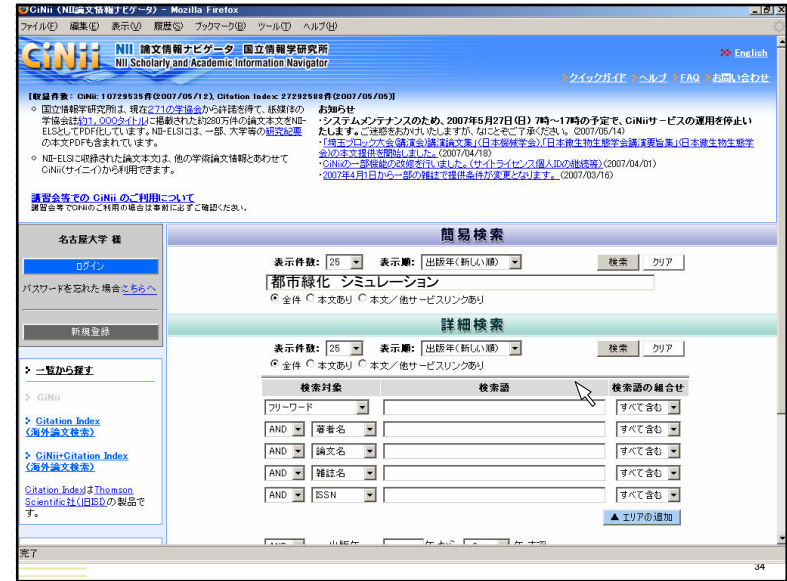 CiNii (NII論文情報ナビゲータ) - Mozilla Firefox
ファイル(F) 編集(E) 表示(V) 履歴(S) ブックマーク(B) ツール(T) ヘルプ(H)
CiNii NII 論文情報ナビゲータ 国立情報学研究所
NII Scholarly and Academic Information Navigator
English
クイックガイド ヘルプ FAQ お問い合わせ
【収録件数: CiNii: 10729535件(2007/05/12), Citation Index: 27292588件(2007/05/05)】
国立情報学研究所は、現在271の学協会から許諾を得て、紙媒体の学協会誌約1,000タイトルに掲載された約280万件の論文本文をNII-ELSとしてPDF化しています。NII-ELSには、一部、大学等の研究紀要の本文PDFも含まれています。
NII-ELSに収録された論文本文は、他の学術論文情報とあわせてCiNii(サイニィ)から利用できます。
お知らせ
・システムメンテナンスのため、2007年5月27日(日) 7時～17時の予定で、CiNiiサービスの運用を停止いたします。ご迷惑をおかけいたしますが、なにとぞご了承ください。(2007/05/14)
・「埼玉ブロック大会(講演会)講演論文集」(日本機械学会)、「日本微生物生態学会講演要旨集」(日本微生物生態学会)の本文提供を開始しました。(2007/04/18)
・CiNiiの一部機能の改修を行いました。(サイトライセンス個人IDの継続等)(2007/04/01)
・2007年4月1日から一部の雑誌で提供条件が変更となります。(2007/03/16)
講習会等での CiNii のご利用について
講習会等でCiNiiのご利用の場合は事前に必ずご確認ください。
名古屋大学 様
ログイン
パスワードを忘れた場合こちらへ
新規登録
一覧から探す
CiNii
Citation Index
(海外論文検索)
CiNii+Citation Index
(海外論文検索)
Citation IndexはThomson
Scientific社(旧ISI)の製品です。
簡易検索
表示件数: 25 表示順: 出版年(新しい順) 検索 クリア
都市緑化 シミュレーション
全件 本文あり 本文/他サービスリンクあり
詳細検索
表示件数: 25 表示順: 出版年(新しい順) 検索 クリア
全件 本文あり 本文/他サービスリンクあり
検索対象 検索語 検索語の組合せ
フリーワード すべて含む
AND 著者名 すべて含む
AND 論文名 すべて含む
AND 雑誌名 すべて含む
AND ISSN すべて含む
▲ エリアの追加
完了
34